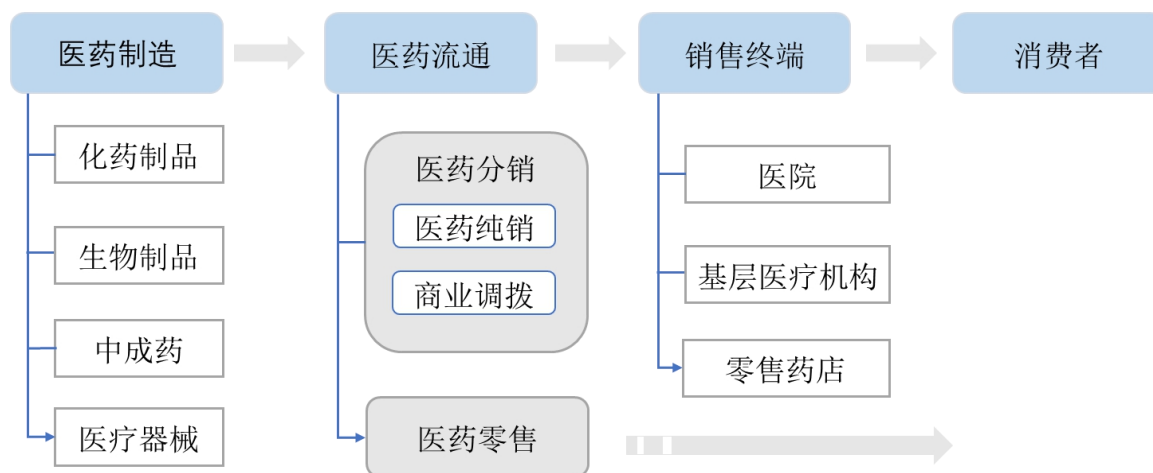 医药制造
医药流通
销售终端
消费者
化药制品
生物制品
中成药
医疗器械
医药分销
医药纯销
商业调拨
医药零售
医院
基层医疗机构
零售药店